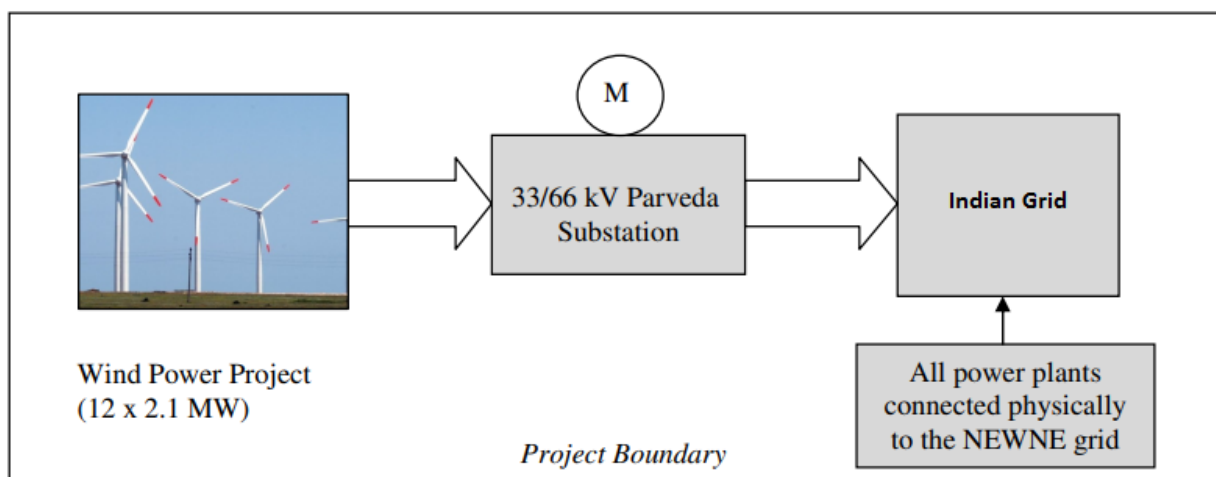 M
33/66 kV Parveda
Substation
Indian Grid
Wind Power Project
(12 x 2.1 MW)
All power plants
connected physically
to the NEWNE grid
Project Boundary